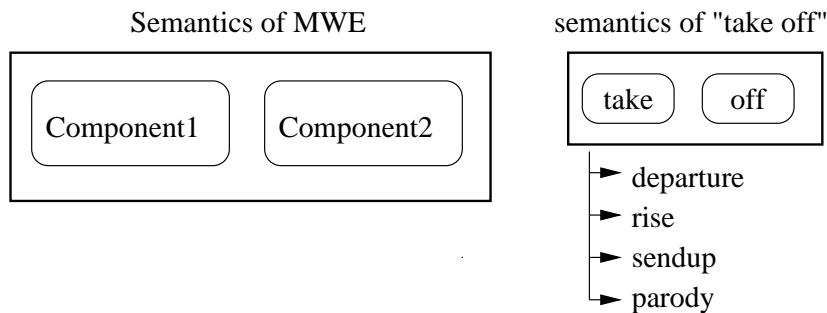 Semantics of MWE
Component1 Component2
semantics of "take off"
take off
departure
rise
sendup
parody